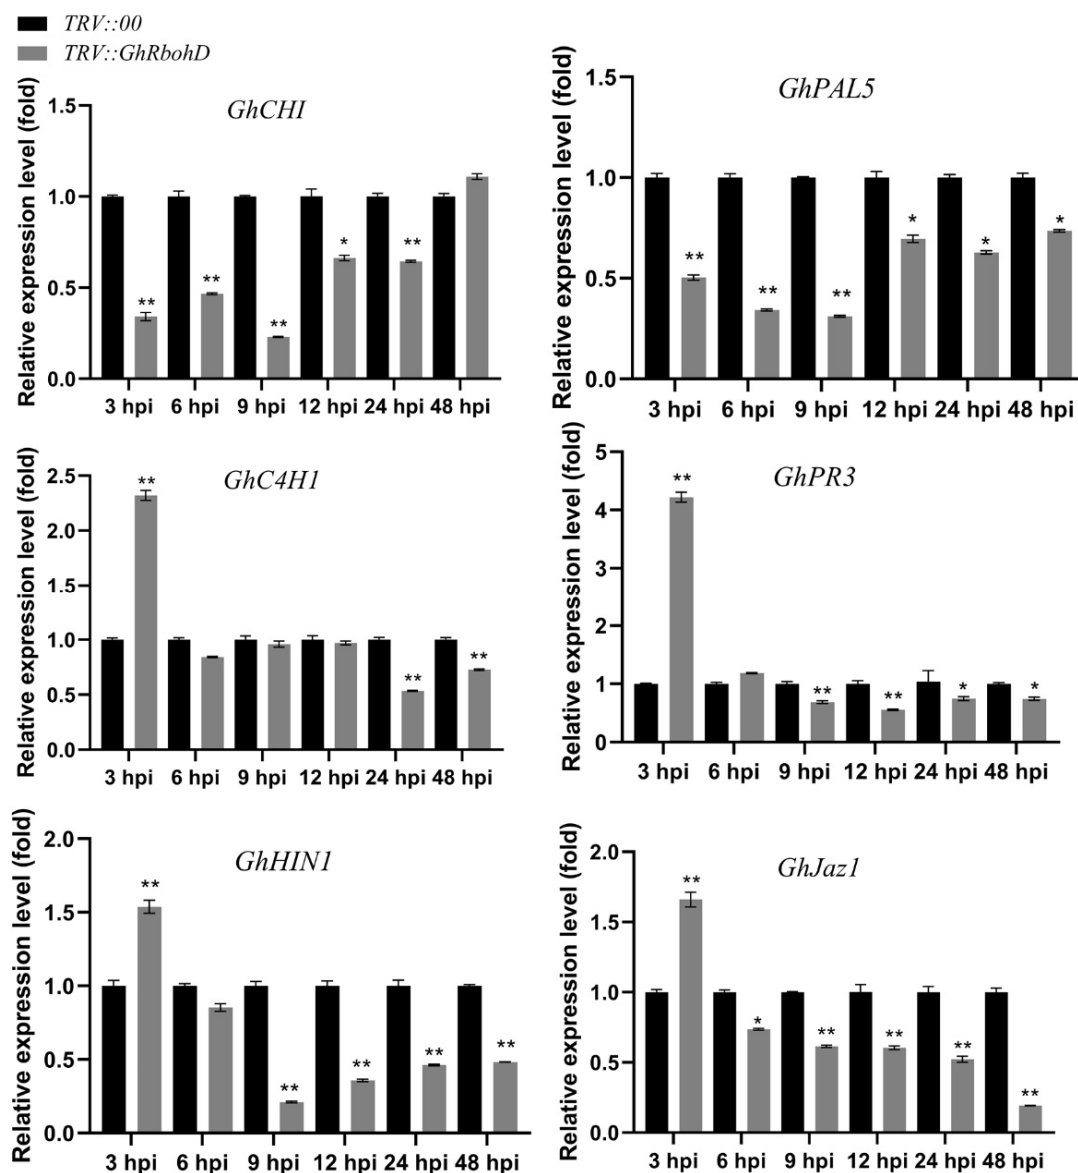 TRV::00
TRV::GhRbohD
Relative expression level (fold)
GhCHI
1.5
1.0
0.5
0.0
** ** ** * **
3 hpi 6 hpi 9 hpi 12 hpi 24 hpi 48 hpi
Relative expression level (fold)
GhPAL5
1.5
1.0
0.5
0.0
** ** ** * * *
3 hpi 6 hpi 9 hpi 12 hpi 24 hpi 48 hpi
Relative expression level (fold)
GhC4H1
2.5
2.0
1.5
1.0
0.5
0.0
** ** **
3 hpi 6 hpi 9 hpi 12 hpi 24 hpi 48 hpi
Relative expression level (fold)
GhPR3
5
4
3
2
1
0
** ** ** * *
3 hpi 6 hpi 9 hpi 12 hpi 24 hpi 48 hpi
Relative expression level (fold)
GhHIN1
2.0
1.5
1.0
0.5
0.0
** ** ** ** **
3 hpi 6 hpi 9 hpi 12 hpi 24 hpi 48 hpi
Relative expression level (fold)
GhJaz1
2.0
1.5
1.0
0.5
0.0
** * ** ** ** **
3 hpi 6 hpi 9 hpi 12 hpi 24 hpi 48 hpi